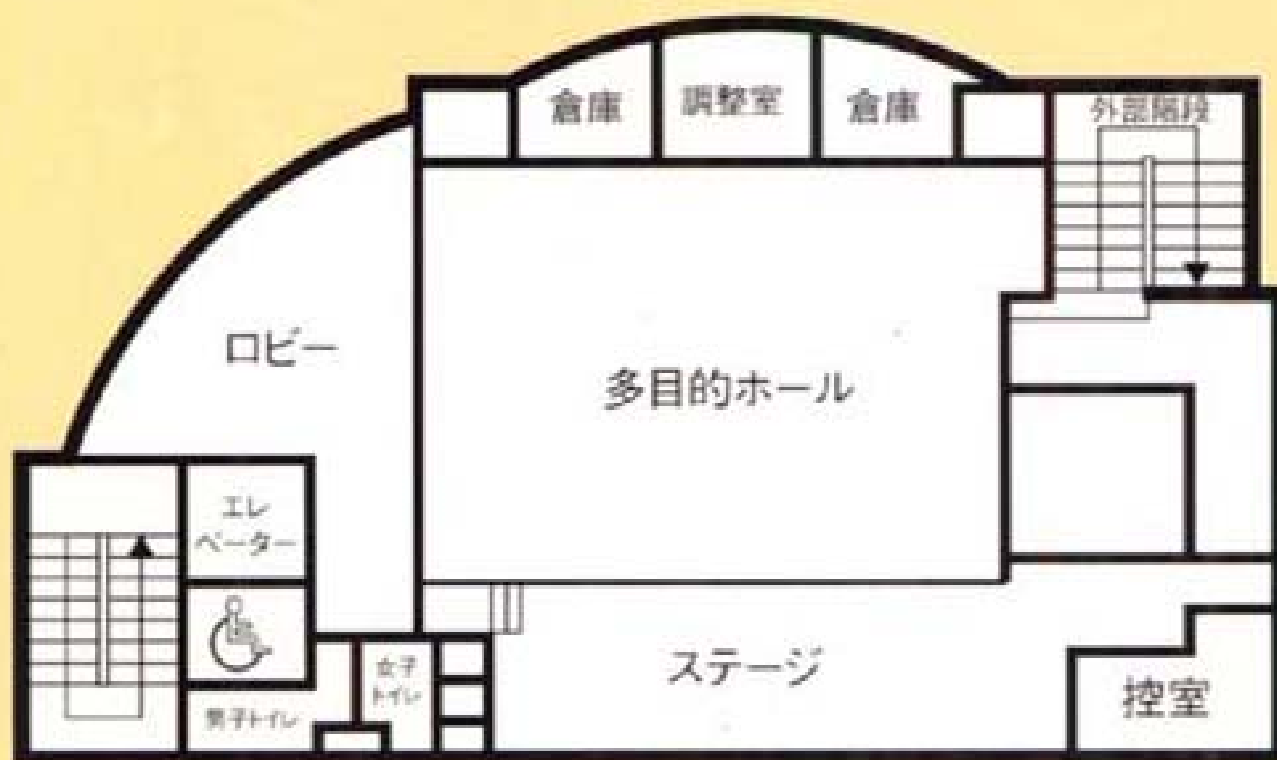 倉庫
調整室
倉庫
外部階段
ロビー
多目的ホール
エレ
ベーター
女子
トイレ
ステージ
男子トイレ
控室